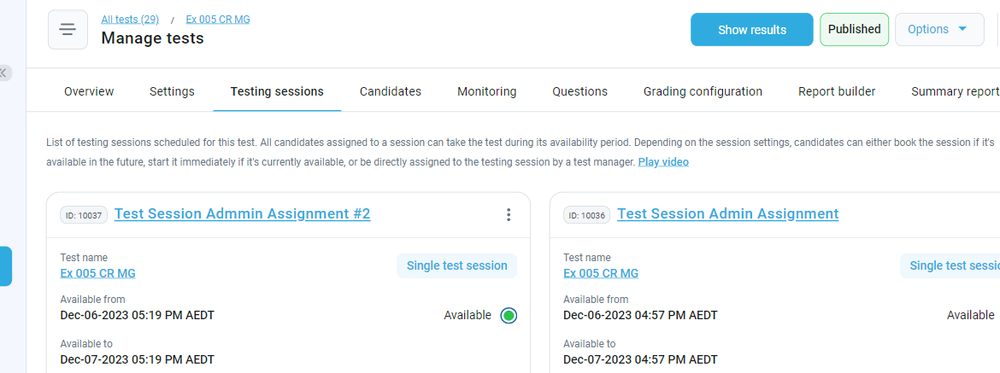 All tests (29) / Ex 005 CR MG
Manage tests
Show results
Published
Options
Overview
Settings
Testing sessions
Candidates
Monitoring
Questions
Grading configuration
Report builder
Summary report
List of testing sessions scheduled for this test. All candidates assigned to a session can take the test during its availability period. Depending on the session settings, candidates can either book the session if it's
available in the future, start it immediately if it's currently available, or be directly assigned to the testing session by a test manager. Play video
ID: 10037 Test Session Admmin Assignment #2
Test name
Ex 005 CR MG
Single test session
Available from
Dec-06-2023 05:19 PM AEDT
Available
Available to
Dec-07-2023 05:19 PM AEDT
ID: 10036 Test Session Admin Assignment
Test name
Ex 005 CR MG
Single test sessio
Available from
Dec-06-2023 04:57 PM AEDT
Available
Available to
Dec-07-2023 04:57 PM AEDT